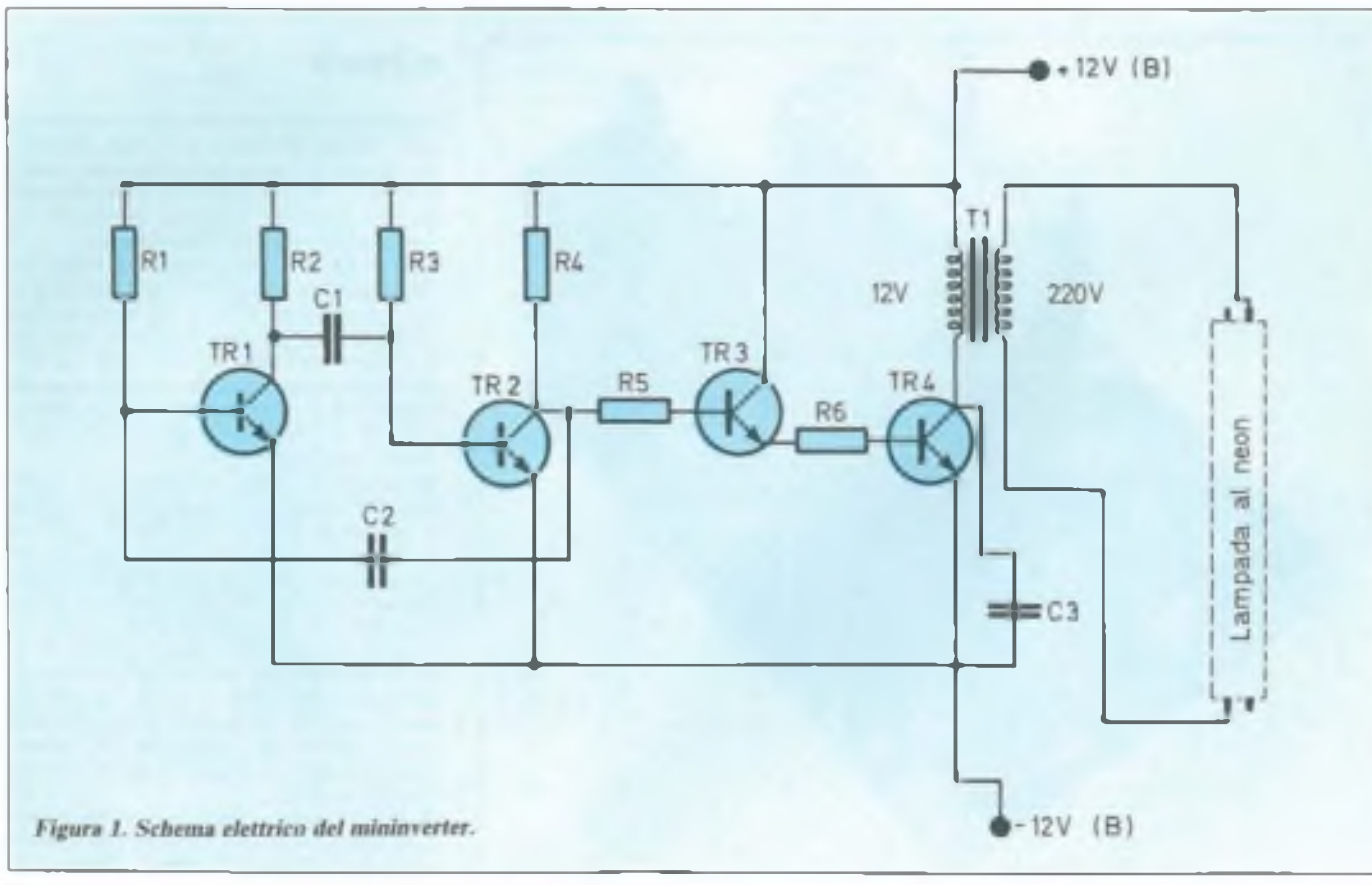 +12V (B)
T1
R1
R2
R3
R4
C1
12V
220V
TR1
TR2
R5
TR3
R6
TR4
C2
C3
Lampada al neon
-12V (B)
Figura 1. Schema elettrico del mininverter.